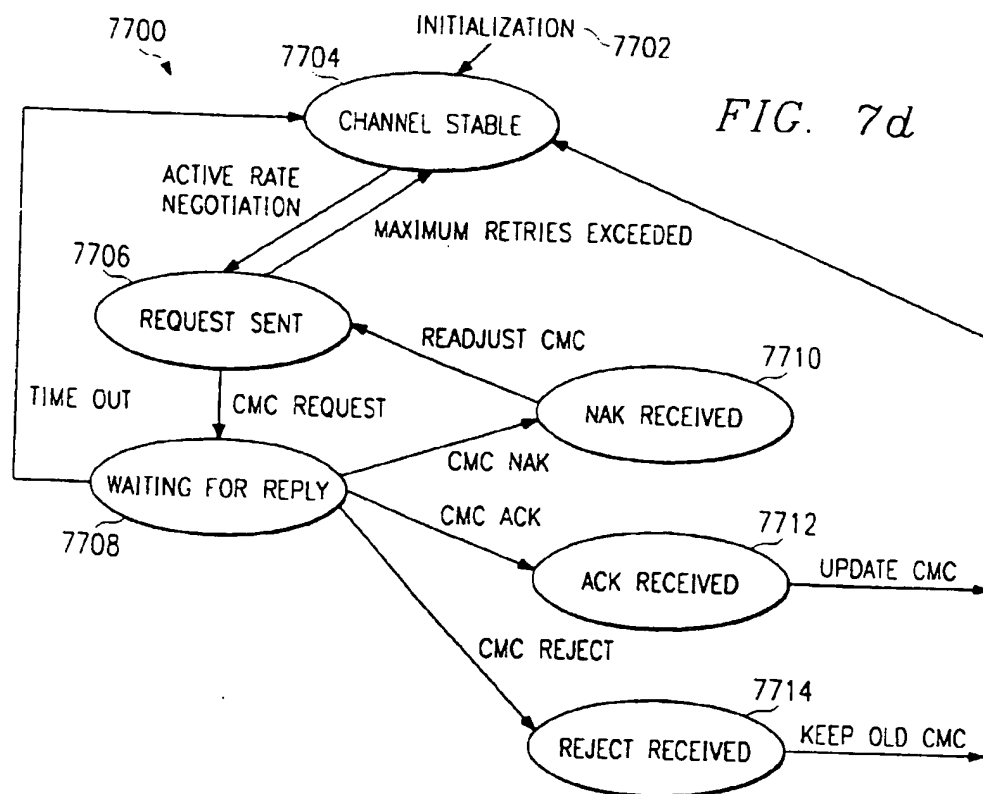 7700
INITIALIZATION
7702
7704
CHANNEL STABLE
FIG. 7d
ACTIVE RATE
NEGOTIATION
MAXIMUM RETRIES EXCEEDED
7706
REQUEST SENT
READJUST CMC
7710
TIME OUT
CMC REQUEST
NAK RECEIVED
CMC NAK
WAITING FOR REPLY
7708
CMC ACK
7712
ACK RECEIVED
UPDATE CMC
CMC REJECT
7714
REJECT RECEIVED
KEEP OLD CMC